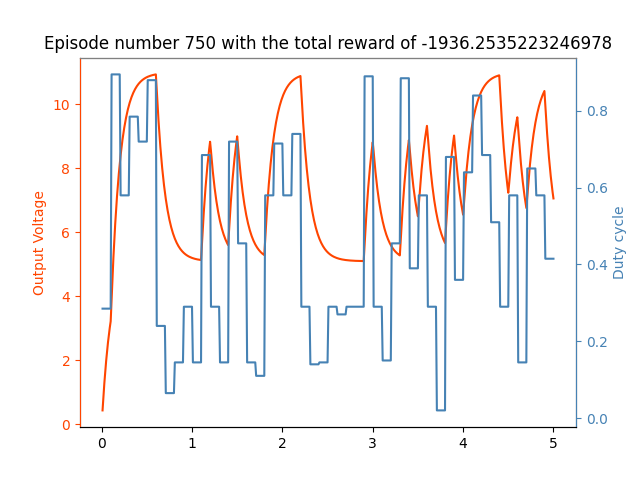 Episode number 750 with the total reward of -1936.2535223246978
10
8
6
4
2
0
Output Voltage
0.8
0.6
0.4
0.2
0.0
Duty cycle
0 1 2 3 4 5